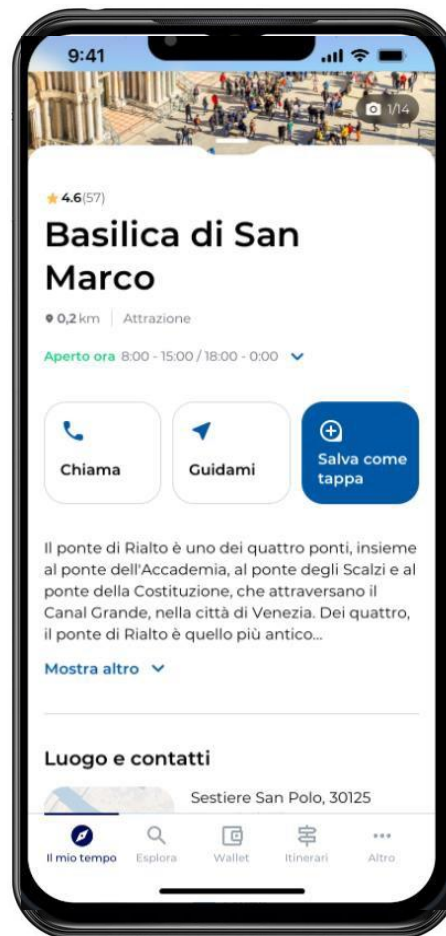 9:41
1/14
4.6(57)
Basilica di San
Marco
0,2 km Attrazione
Aperto ora 8:00 - 15:00 / 18:00 - 0:00
Chiama
Guidami
Salva come
tappa
Il ponte di Rialto è uno dei quattro ponti, insieme
al ponte dell'Accademia, al ponte degli Scalzi e al
ponte della Costituzione, che attraversano il
Canal Grande, nella città di Venezia. Dei quattro,
il ponte di Rialto è quello più antico...
Mostra altro
Luogo e contatti
Sestiere San Polo, 30125
Il mio tempo Esplora Wallet Itinerari Altro